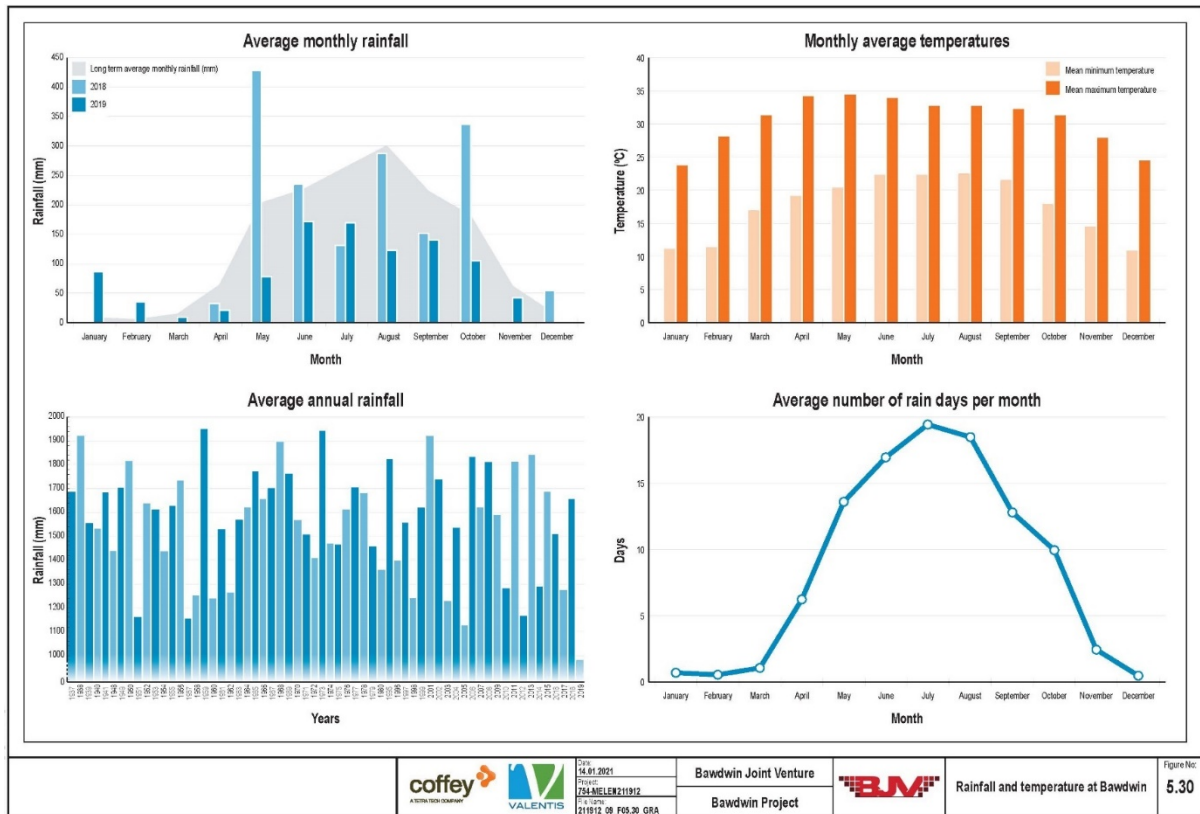 Average monthly rainfall
450
400
350
300
250
200
150
100
50
0
Rainfall (mm)
Long term average monthly rainfall (mm)
2018
2019
January February March April May June July August September October November December
Month
Monthly average temperatures
40
35
30
25
20
15
10
5
0
Temperature (°C)
Mean minimum temperature
Mean maximum temperature
January February March April May June July August September October November December
Month
Average annual rainfall
2000
1900
1800
1700
1600
1500
1400
1300
1200
1000
0
Rainfall (mm)
Years
Average number of rain days per month
20
15
10
5
0
Days
January February March April May June July August September October November December
Month
coffey
A TETRA TECH COMPANY
VALENTIS
Date:
14.01.2021
Project:
754-MELEN211912
File Name:
211912_09_F05.30_GRA
Bawdwin Joint Venture
Bawdwin Project
BJV
Rainfall and temperature at Bawdwin
Figure No:
5.30